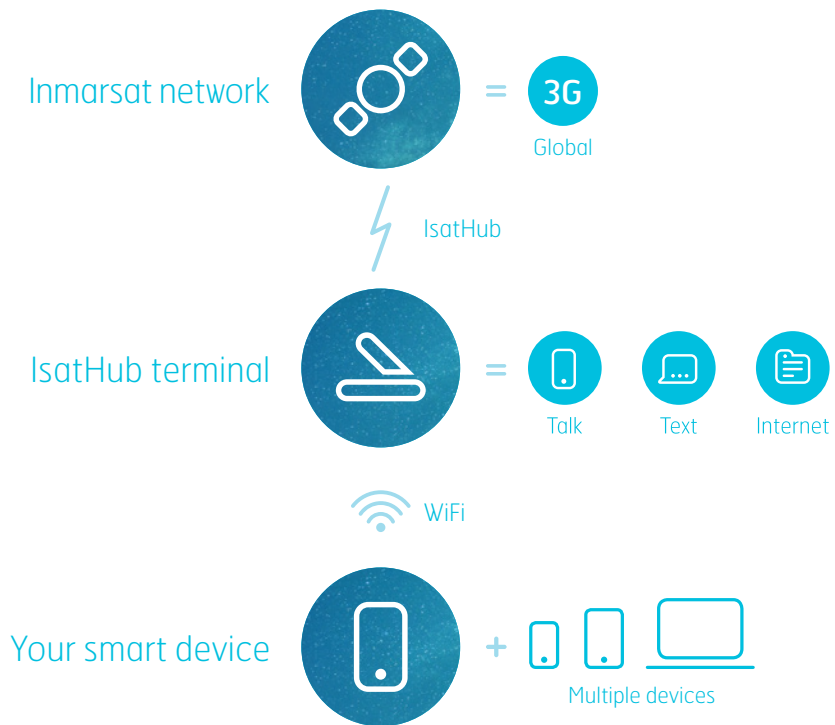 Inmarsat network
3G
Global
IsatHub
IsatHub terminal
Talk
Text
Internet
WiFi
Your smart device
Multiple devices